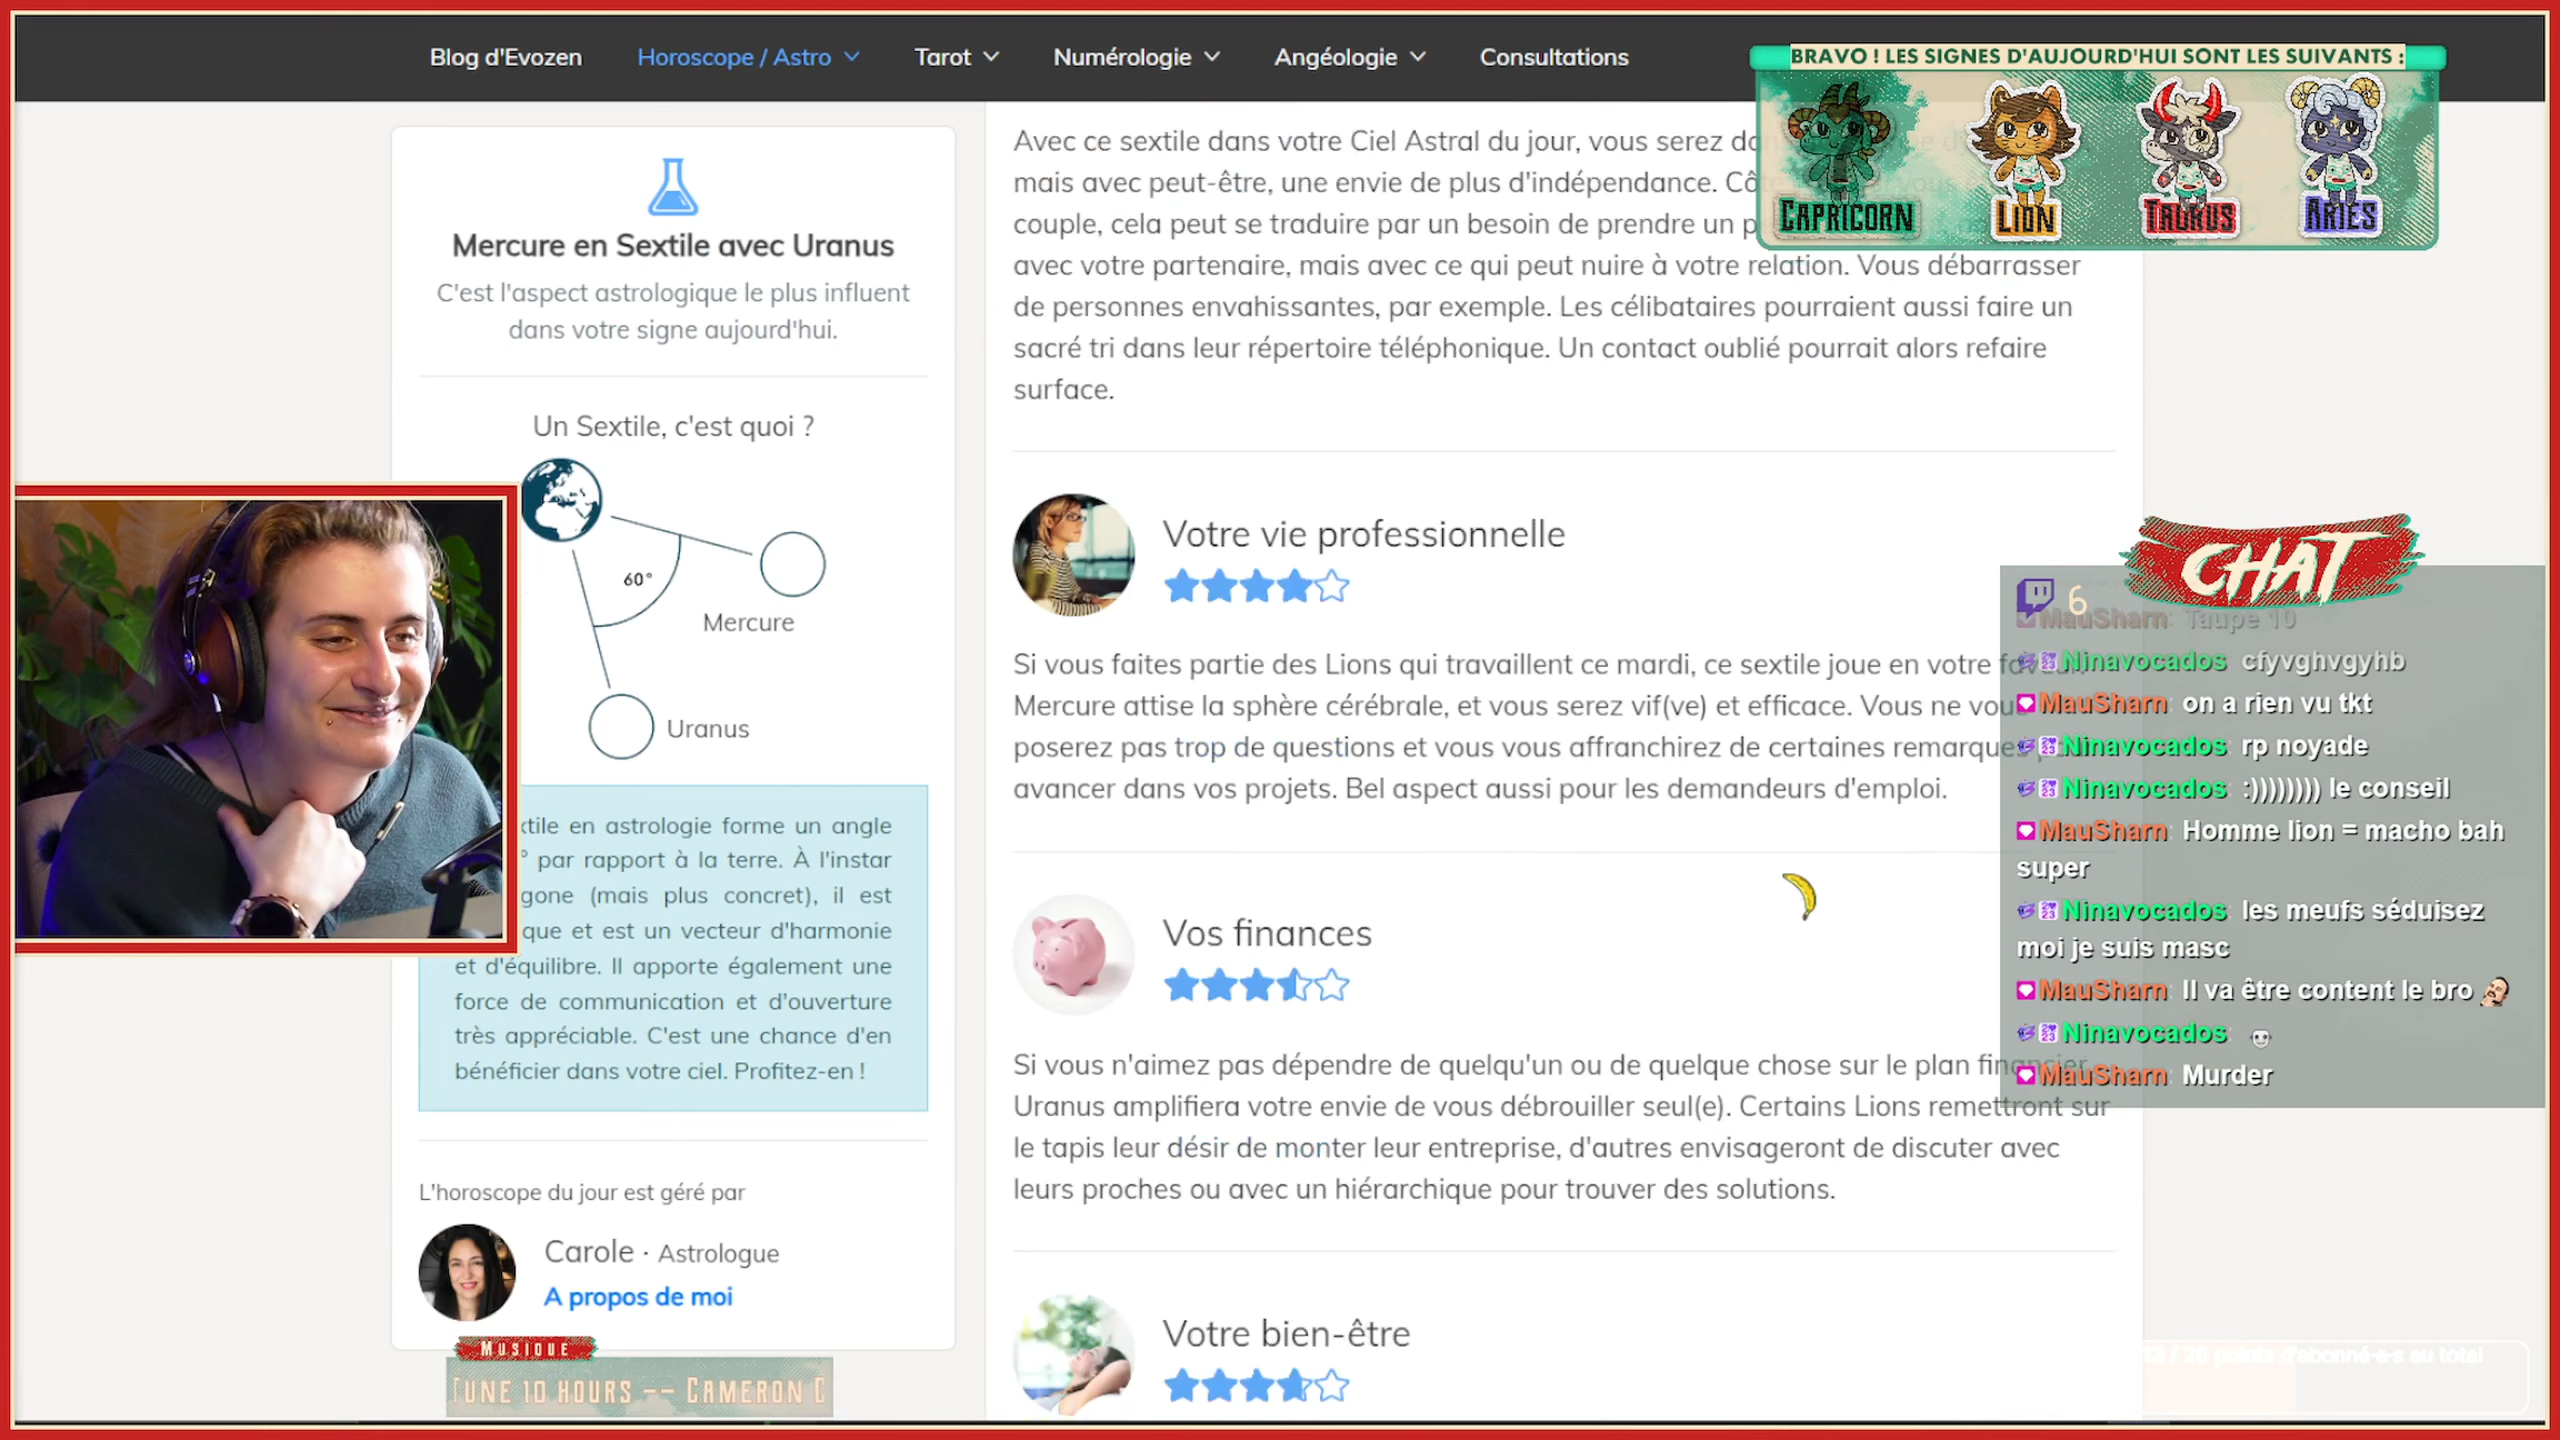 Blog d'Evozen
Horoscope / Astro
Tarot
Numérologie
Angéologie
Consultations
BRAVO ! LES SIGNES D'AUJOURD'HUI SONT LES SUIVANTS :
CAPRICORN
LION
TAURUS
ARIES
Mercure en Sextile avec Uranus
C'est l'aspect astrologique le plus influent
dans votre signe aujourd'hui.
Un Sextile, c'est quoi ?
60°
Mercure
Uranus
tile en astrologie forme un angle
° par rapport à la terre. À l'instar
gone (mais plus concret), il est
que et est un vecteur d'harmonie
et d'équilibre. Il apporte également une
force de communication et d'ouverture
très appréciable. C'est une chance d'en
bénéficier dans votre ciel. Profitez-en !
L'horoscope du jour est géré par
Carole · Astrologue
A propos de moi
MUSIQUE
TUNE 10 HOURS -- CAMERON
Avec ce sextile dans votre Ciel Astral du jour, vous serez
mais avec peut-être, une envie de plus d'indépendance.
couple, cela peut se traduire par un besoin de prendre un
avec votre partenaire, mais avec ce qui peut nuire à votre relation. Vous débarrasser
de personnes envahissantes, par exemple. Les célibataires pourraient aussi faire un
sacré tri dans leur répertoire téléphonique. Un contact oublié pourrait alors refaire
surface.
Votre vie professionnelle
Si vous faites partie des Lions qui travaillent ce mardi, ce sextile joue en votre
Mercure attise la sphère cérébrale, et vous serez vif(ve) et efficace. Vous ne vou
poserez pas trop de questions et vous vous affranchirez de certaines remarques
avancer dans vos projets. Bel aspect aussi pour les demandeurs d'emploi.
Vos finances
Si vous n'aimez pas dépendre de quelqu'un ou de quelque chose sur le plan financier
Uranus amplifiera votre envie de vous débrouiller seul(e). Certains Lions remettront sur
le tapis leur désir de monter leur entreprise, d'autres envisageront de discuter avec
leurs proches ou avec un hiérarchique pour trouver des solutions.
Votre bien-être
CHAT
6
MauSharn: Taupe 10
Ninavocados: cfyvghvgyhb
MauSharn: on a rien vu tkt
Ninavocados: rp noyade
Ninavocados: :)))))))) le conseil
MauSharn: Homme lion = macho bah
super
Ninavocados: les meufs séduisez
moi je suis masc
MauSharn: Il va être content le bro
Ninavocados:
MauSharn: Murder
/ 20 points d'abonné·e·s au total